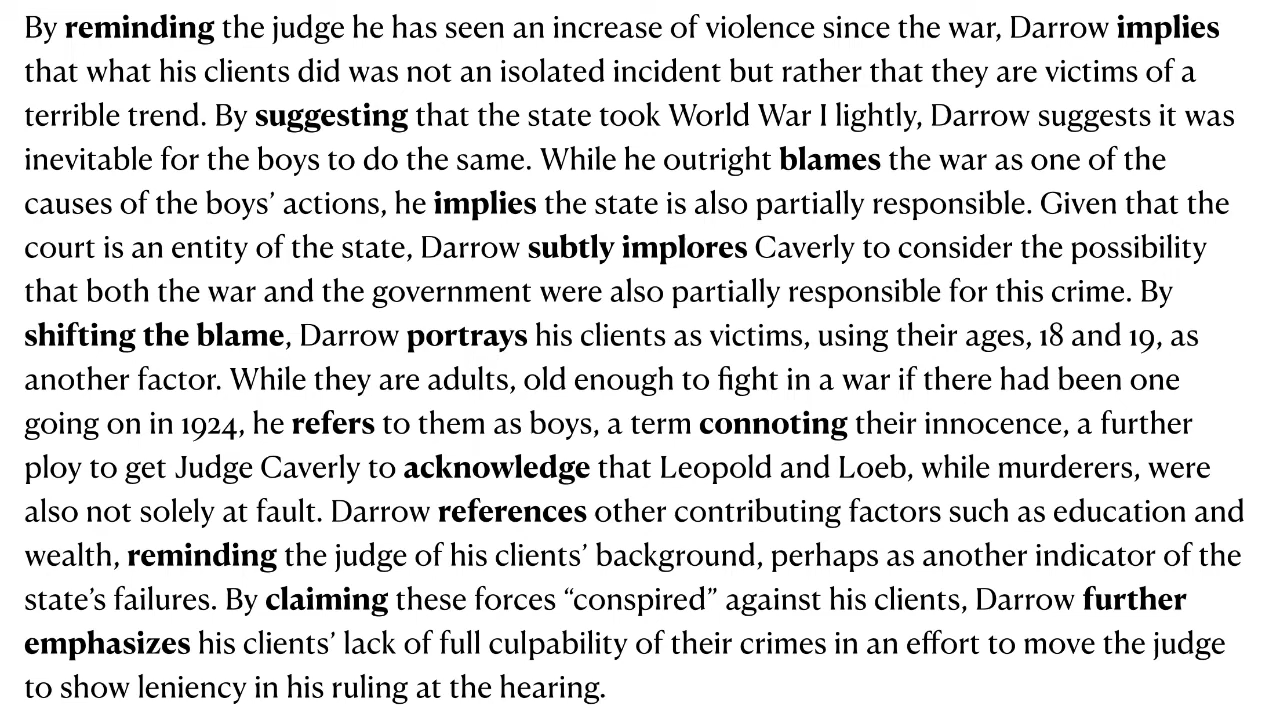 By reminding the judge he has seen an increase of violence since the war, Darrow implies
that what his clients did was not an isolated incident but rather that they are victims of a
terrible trend. By suggesting that the state took World War I lightly, Darrow suggests it was
inevitable for the boys to do the same. While he outright blames the war as one of the
causes of the boys’ actions, he implies the state is also partially responsible. Given that the
court is an entity of the state, Darrow subtly implores Caverly to consider the possibility
that both the war and the government were also partially responsible for this crime. By
shifting the blame, Darrow portrays his clients as victims, using their ages, 18 and 19, as
another factor. While they are adults, old enough to fight in a war if there had been one
going on in 1924, he refers to them as boys, a term connoting their innocence, a further
ploy to get Judge Caverly to acknowledge that Leopold and Loeb, while murderers, were
also not solely at fault. Darrow references other contributing factors such as education and
wealth, reminding the judge of his clients’ background, perhaps as another indicator of the
state’s failures. By claiming these forces “conspired” against his clients, Darrow further
emphasizes his clients’ lack of full culpability of their crimes in an effort to move the judge
to show leniency in his ruling at the hearing.